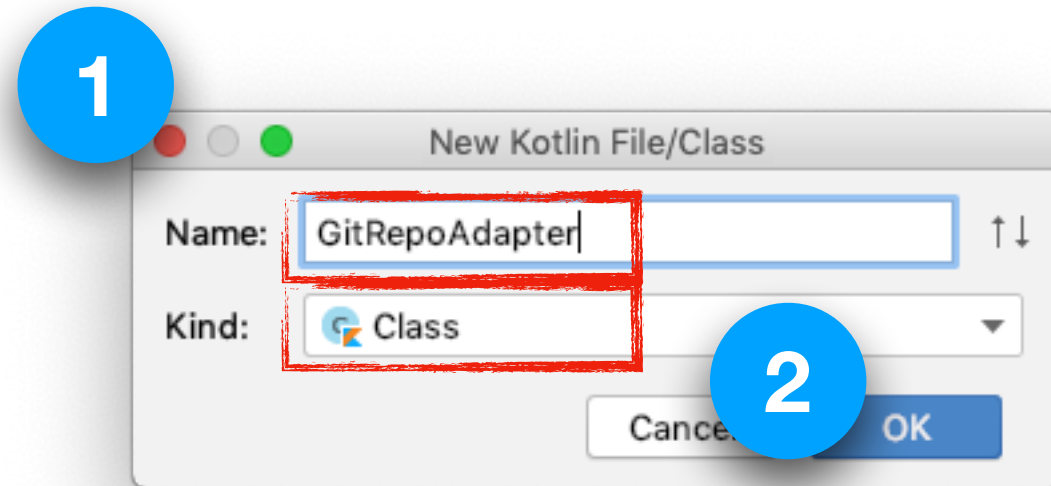 1
New Kotlin File/Class
Name: GitRepoAdapter ↑↓
Kind: Class
2
OK